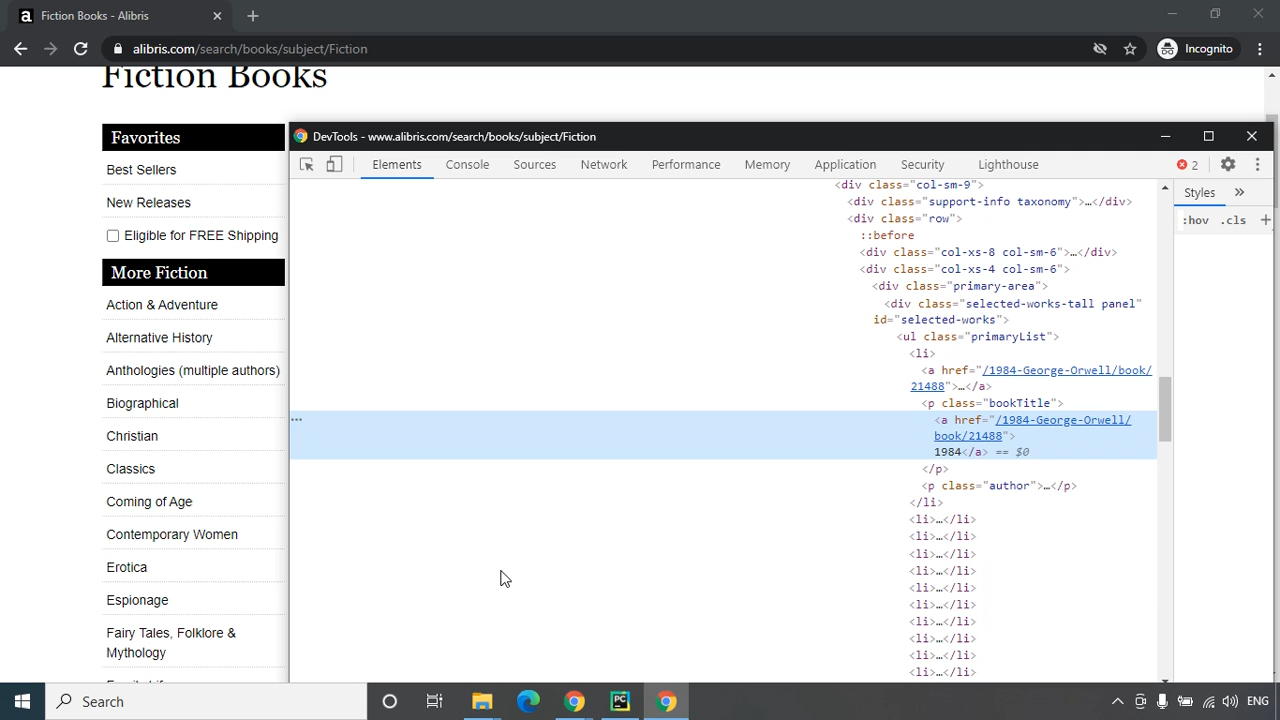 Fiction Books - Alibris
alibris.com/search/books/subject/Fiction
Incognito
Fiction Books
Favorites
Best Sellers
New Releases
Eligible for FREE Shipping
More Fiction
Action & Adventure
Alternative History
Anthologies (multiple authors)
Biographical
Christian
Classics
Coming of Age
Contemporary Women
Erotica
Espionage
Fairy Tales, Folklore &
Mythology
DevTools - www.alibris.com/search/books/subject/Fiction
Elements Console Sources Network Performance Memory Application Security Lighthouse 2
Styles »
:hov .cls +
<div class="col-sm-9">
<div class="support-info taxonomy">…</div>
<div class="row">
::before
<div class="col-xs-8 col-sm-6">…</div>
<div class="col-xs-4 col-sm-6">
<div class="primary-area">
<div class="selected-works-tall panel"
id="selected-works">
<ul class="primaryList">
<li>
<a href="/1984-George-Orwell/book/
21488">…</a>
<p class="bookTitle">
<a href="/1984-George-Orwell/
book/21488">
1984</a> == $0
</p>
<p class="author">…</p>
</li>
<li>…</li>
<li>…</li>
<li>…</li>
<li>…</li>
<li>…</li>
<li>…</li>
<li>…</li>
<li>…</li>
<li>…</li>
<li>…</li>
Search
ENG